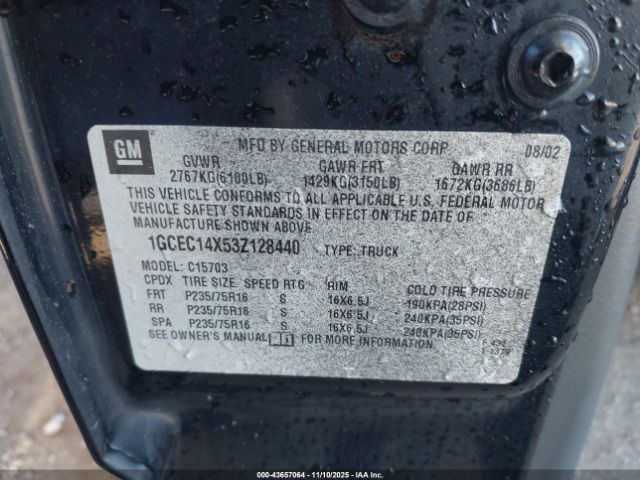 GM
MFD BY GENERAL MOTORS CORP
08/02
GVWR GAWR FRT GAWR RR
2767KG(6100LB) 1429KG(3150LB) 1672KG(3686LB)
THIS VEHICLE CONFORMS TO ALL APPLICABLE U.S. FEDERAL MOTOR
VEHICLE SAFETY STANDARDS IN EFFECT ON THE DATE OF
MANUFACTURE SHOWN ABOVE.
1GCEC14X53Z128440 TYPE: TRUCK
MODEL: C15703
CPDX TIRE SIZE SPEED RTG RIM COLD TIRE PRESSURE
FRT P235/75R16 S 16X6.5J 190KPA(28PSI)
RR P235/75R16 S 16X6.5J 240KPA(35PSI)
SPA P235/75R16 S 16X6.5J 240KPA(35PSI)
SEE OWNER'S MANUAL FOR MORE INFORMATION
000-43657064 - 11/10/2025 - Copyright © IAA, LLC